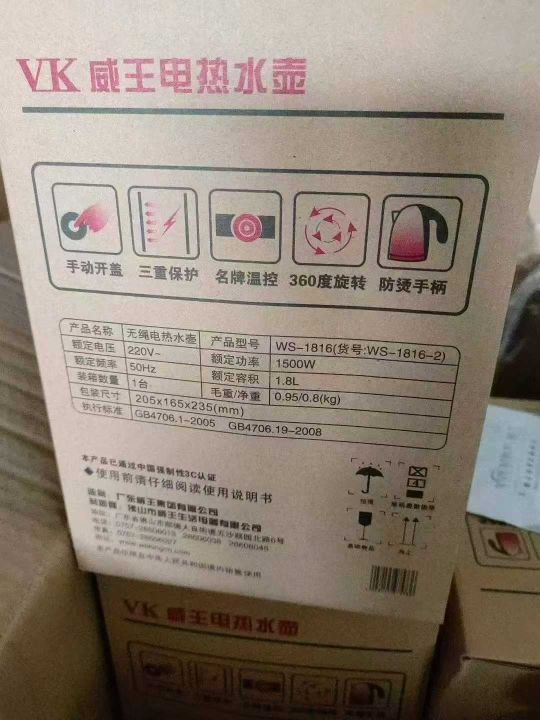 VK 威王电热水壶
手动开盖 三重保护 名牌温控 360度旋转 防烫手柄
产品名称 无绳电热水壶 产品型号 WS-1816(货号:WS-1816-2)
额定电压 220V~ 额定功率 1500W
额定频率 50Hz 额定容积 1.8L
装箱数量 1台 毛重/净重 0.95/0.8(kg)
包装尺寸 205x165x235(mm)
执行标准 GB4706.1-2005 GB4706.19-2008
本产品已通过中国强制性3C认证
◆使用前请仔细阅读使用说明书
广东威王集团有限公司
佛山市威王生活电器有限公司
向上
VK 威王电热水壶